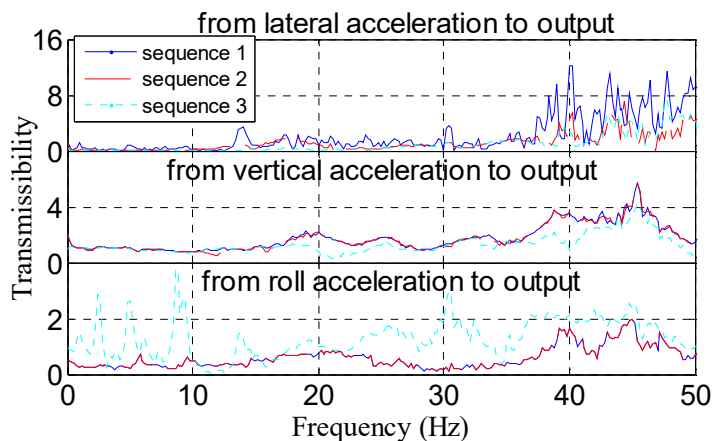 from lateral acceleration to output
16
sequence 1
sequence 2
sequence 3
8
0
from vertical acceleration to output
4
0
from roll acceleration to output
2
0
0 10 20 30 40 50
Frequency (Hz)
Transmissibility